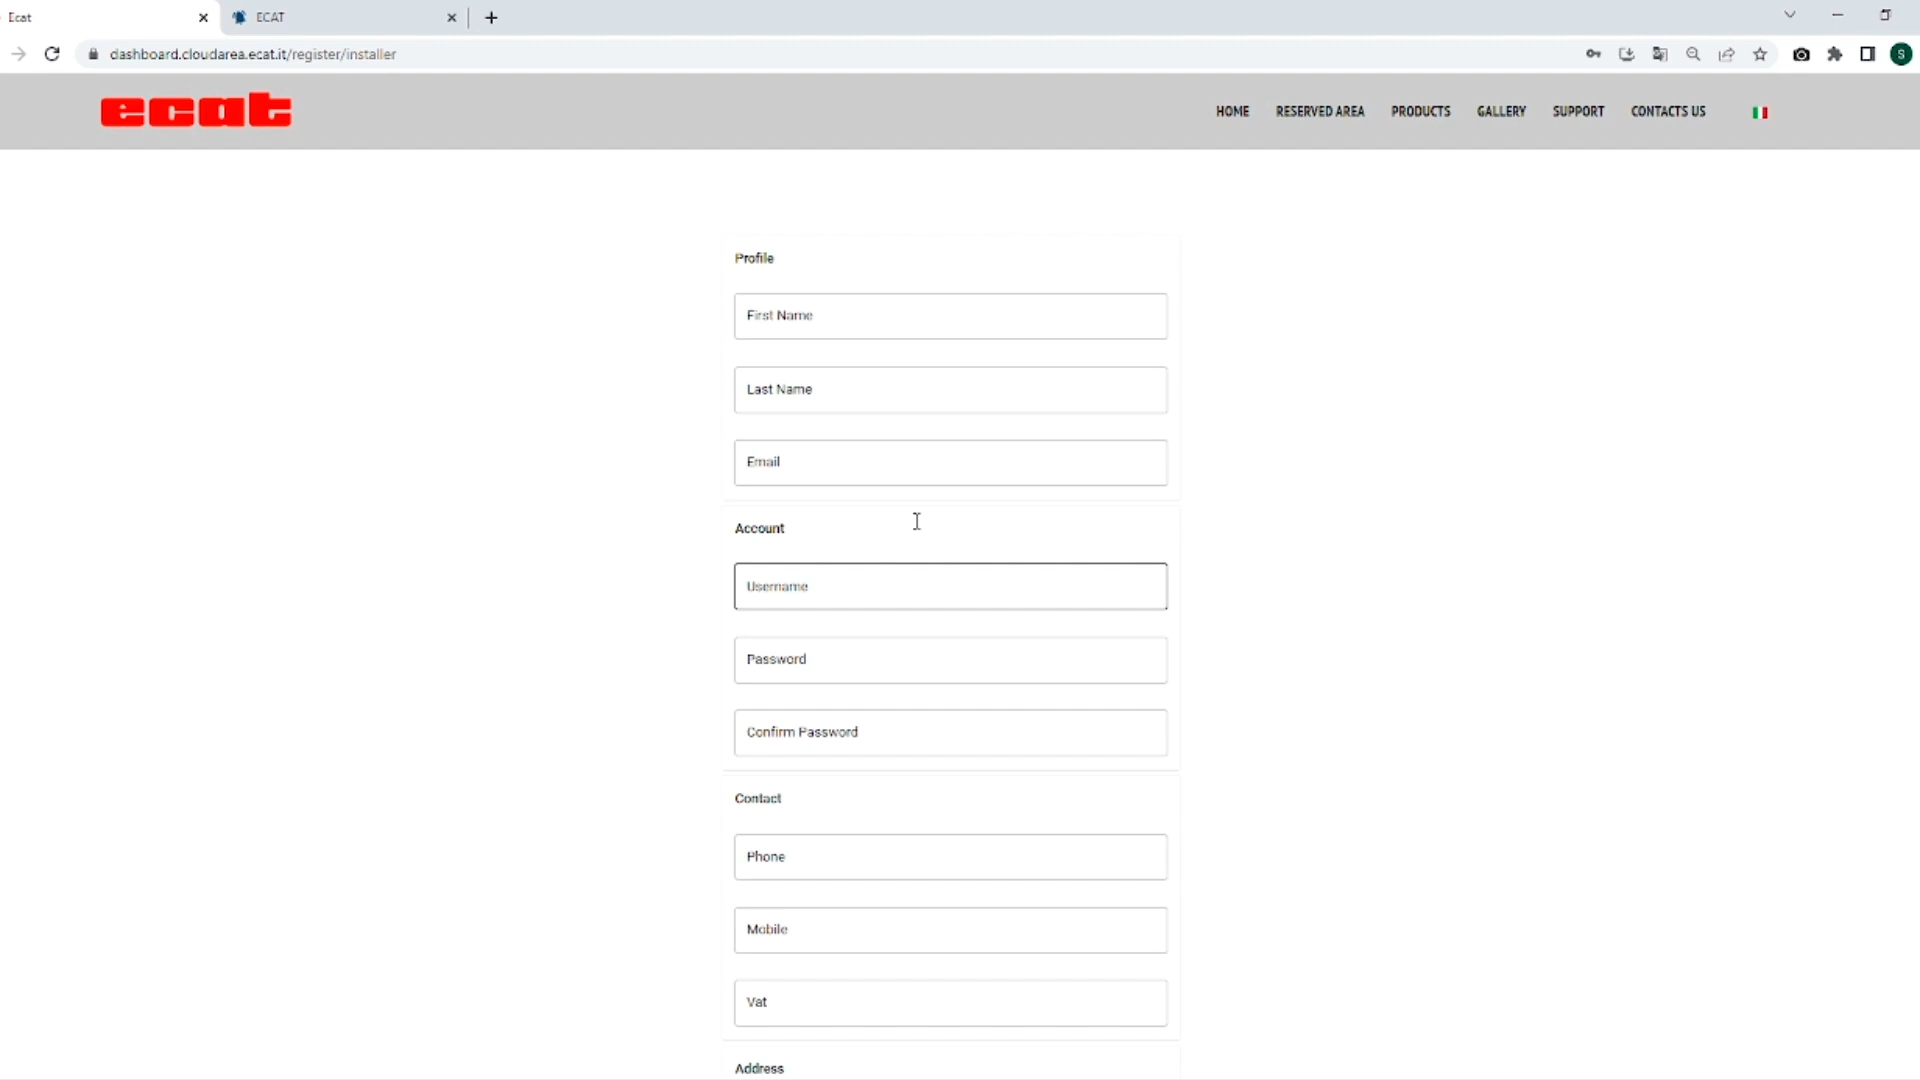 Ecat
ECAT
dashboard.cloudarea.ecat.it/register/installer
S
ecat
HOME RESERVED AREA PRODUCTS GALLERY SUPPORT CONTACTS US
Profile
First Name
Last Name
Email
Account
Username
Password
Confirm Password
Contact
Phone
Mobile
Vat
Address